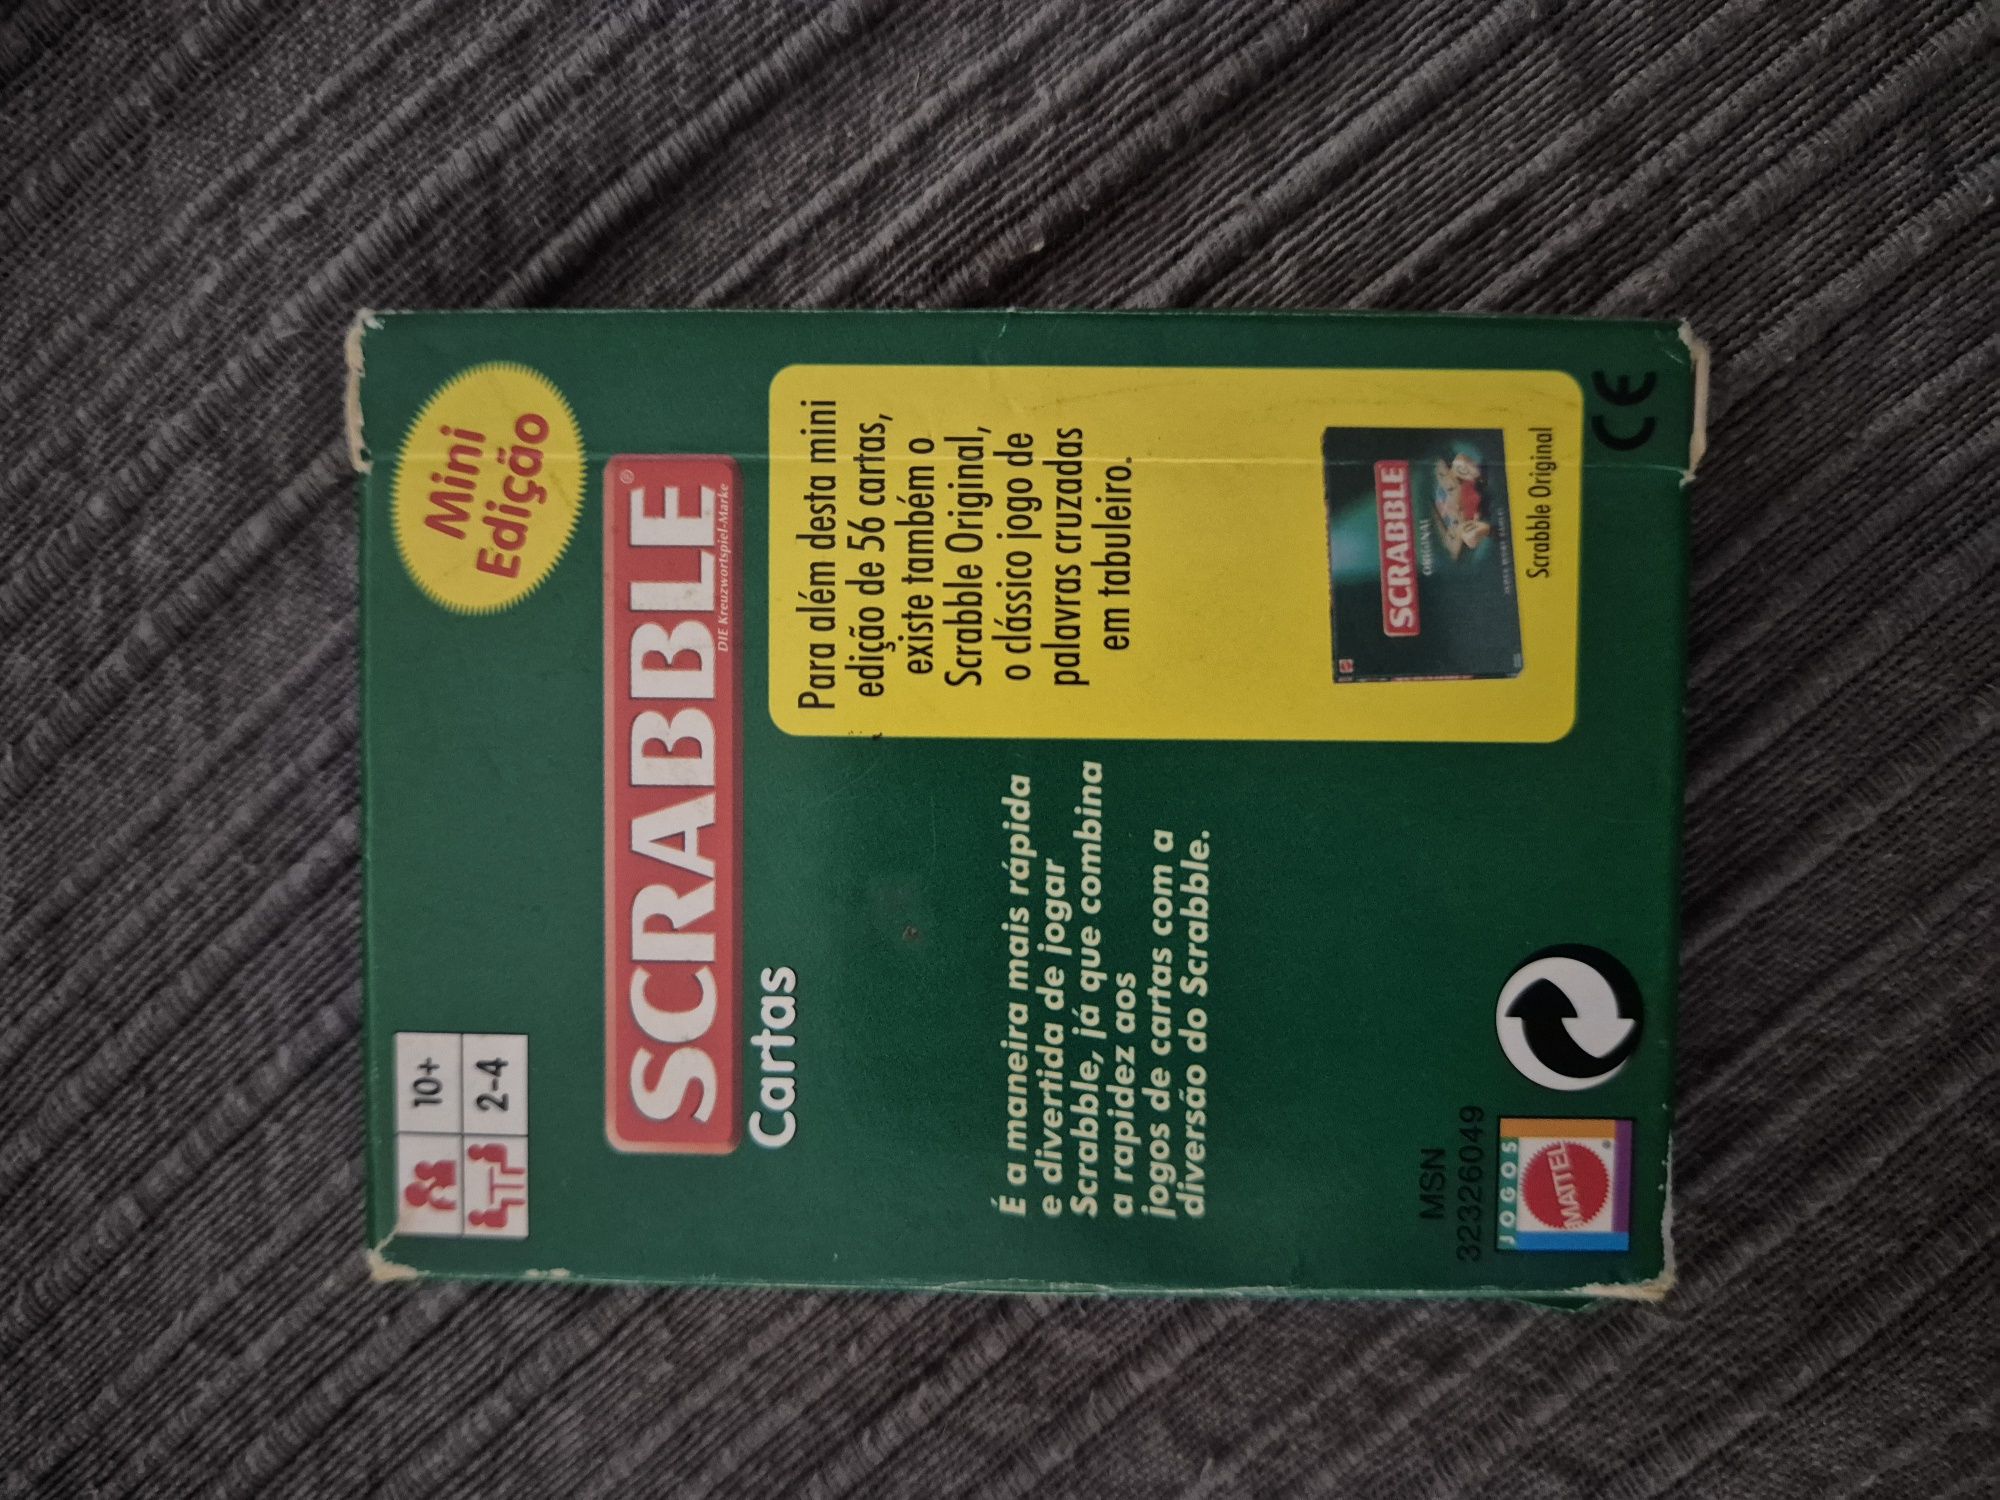 10+
2-4
Mini
Edição
SCRABBLE®
DIE Kreuzwortspiel-Marke
Cartas
É a maneira mais rápida
e divertida de jogar
Scrabble, já que combina
a rapidez aos
jogos de cartas com a
diversão do Scrabble.
Para além desta mini
edição de 56 cartas,
existe também o
Scrabble Original,
o clássico jogo de
palavras cruzadas
em tabuleiro.
SCRABBLE
ORIGINAL
Scrabble Original
MSN
32326049
JOGOS
MATTEL
®
CE